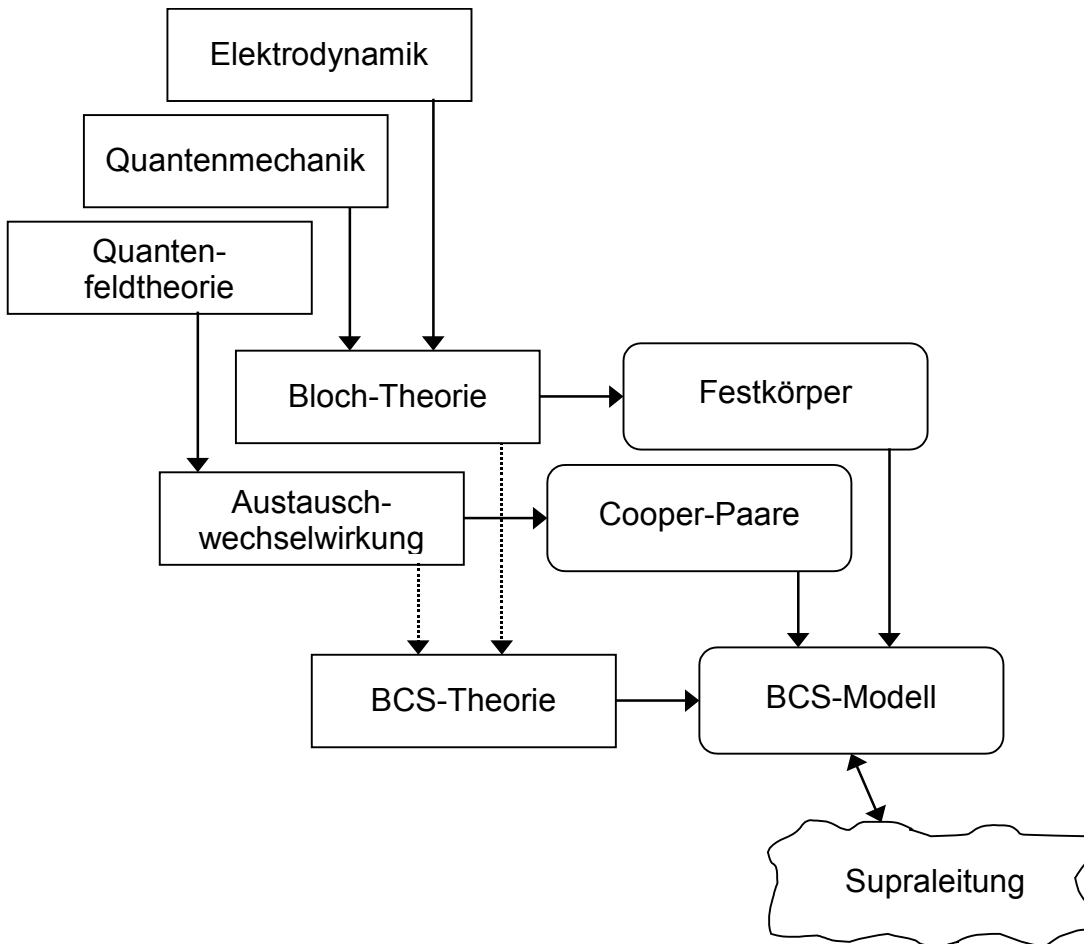 Elektrodynamik
Quantenmechanik
Quanten-
feldtheorie
Bloch-Theorie
Festkörper
Austausch-
wechselwirkung
Cooper-Paare
BCS-Theorie
BCS-Modell
Supraleitung